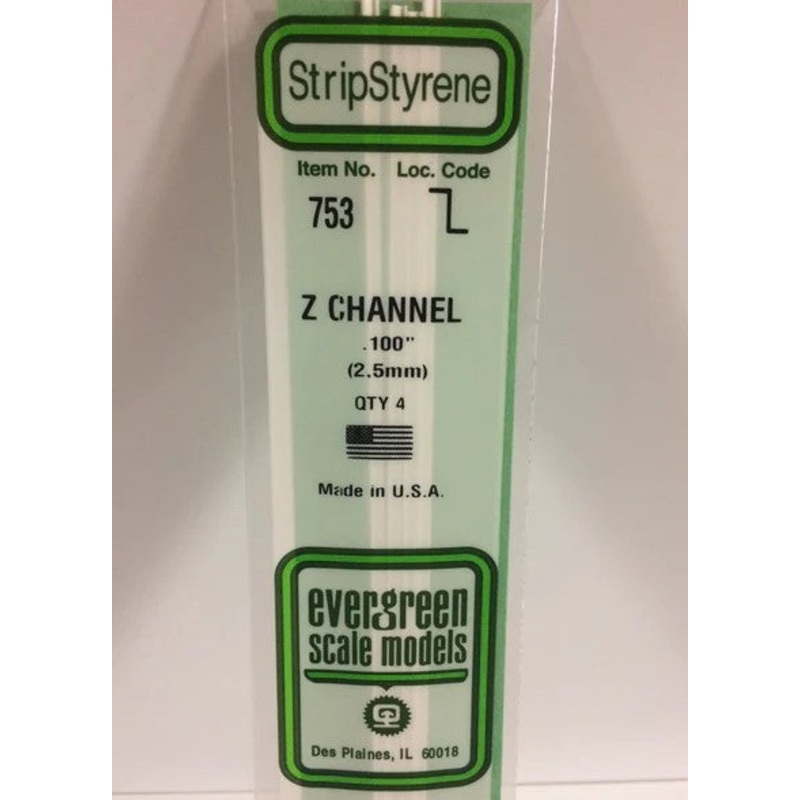 StripStyrene
Item No. Loc. Code
753
Z CHANNEL
.100"
(2.5mm)
QTY 4
Made in U.S.A.
evergreen
scale models
Des Plaines, IL 60018